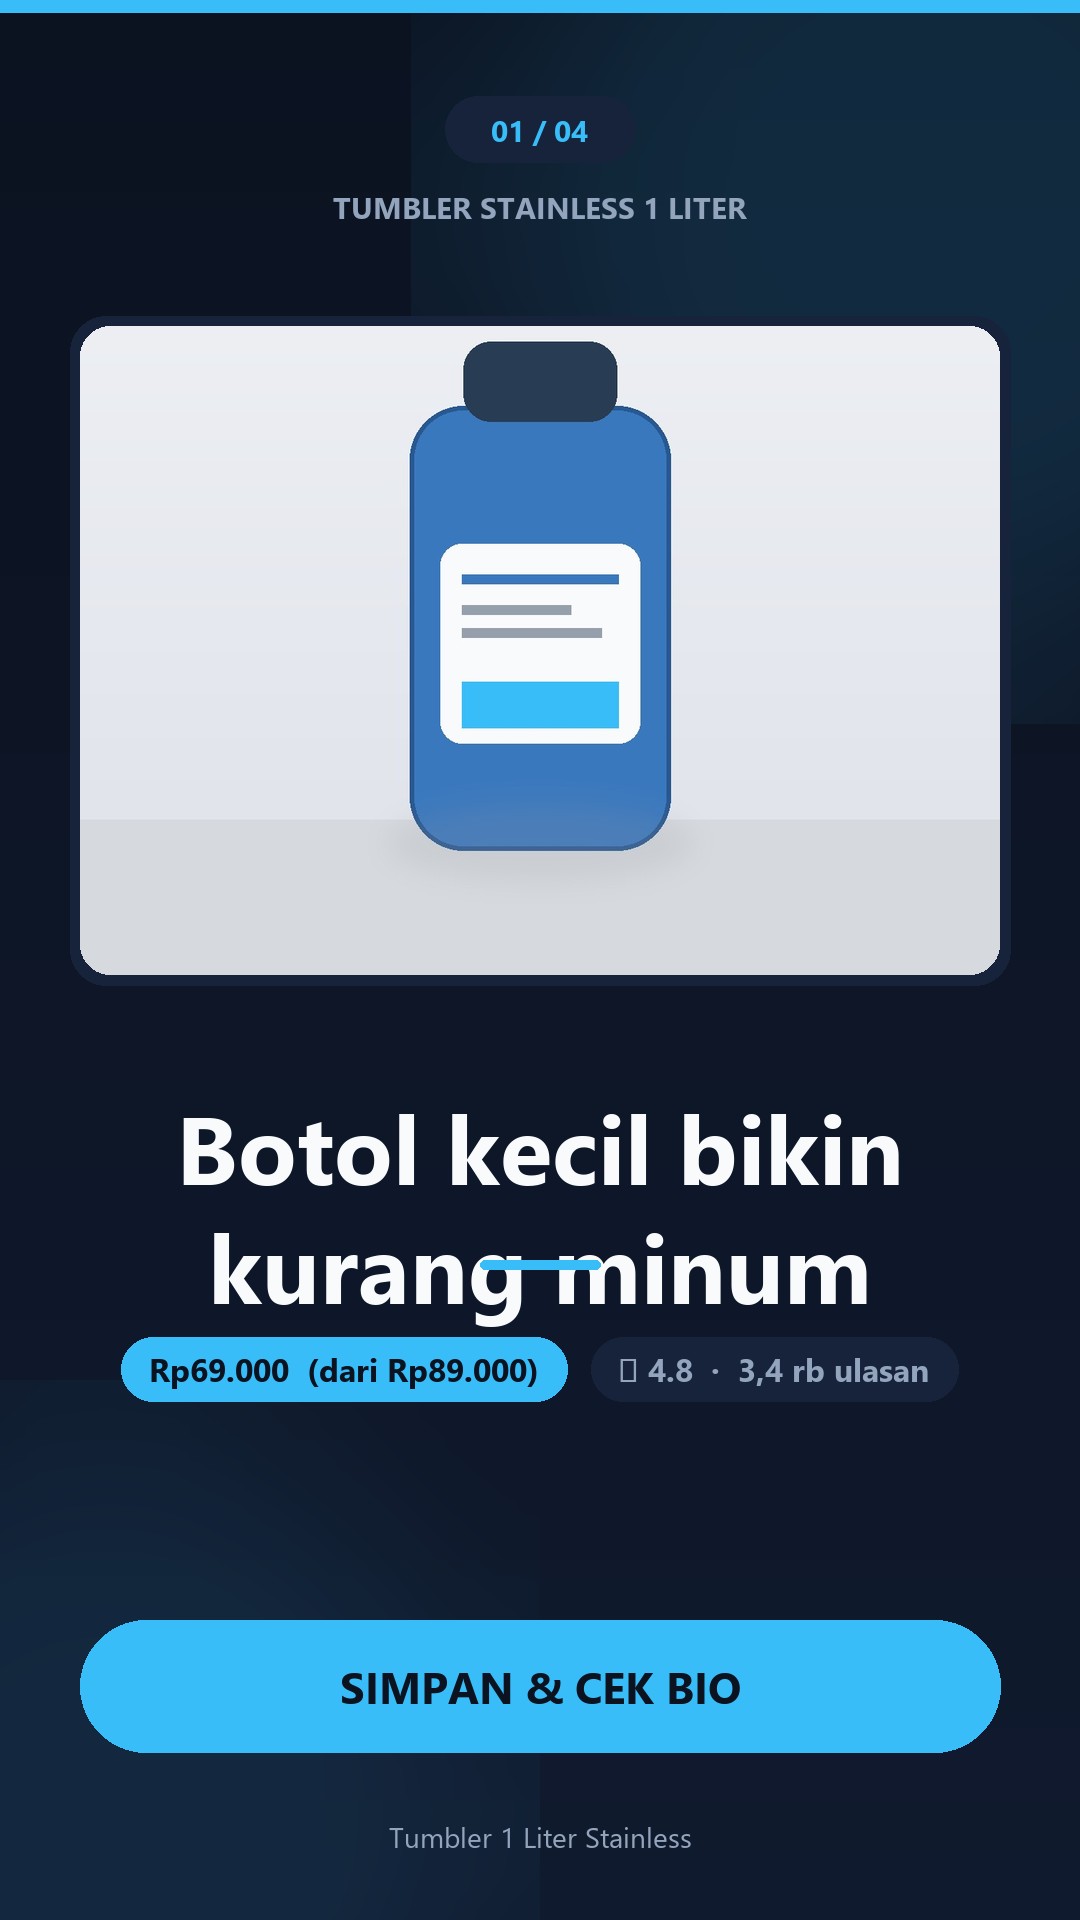 01 / 04
TUMBLER STAINLESS 1 LITER
Botol kecil bikin
kurang minum
Rp69.000 (dari Rp89.000)
4.8 · 3,4 rb ulasan
SIMPAN & CEK BIO
Tumbler 1 Liter Stainless